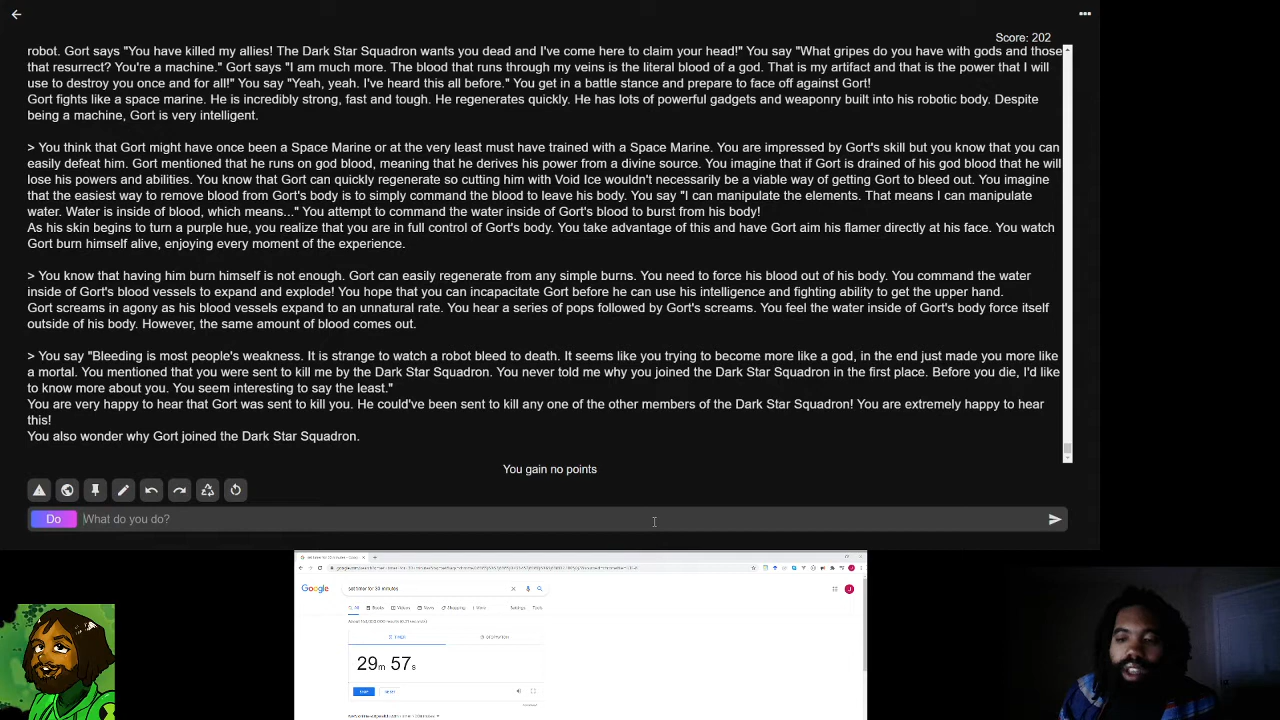 Score: 202
robot. Gort says "You have killed my allies! The Dark Star Squadron wants you dead and I've come here to claim your head!" You say "What gripes do you have with gods and those
that resurrect? You're a machine." Gort says "I am much more. The blood that runs through my veins is the literal blood of a god. That is my artifact and that is the power that I will
use to destroy you once and for all!" You say "Yeah, yeah. I've heard this all before." You get in a battle stance and prepare to face off against Gort!
Gort fights like a space marine. He is incredibly strong, fast and tough. He regenerates quickly. He has lots of powerful gadgets and weaponry built into his robotic body. Despite
being a machine, Gort is very intelligent.
> You think that Gort might have once been a Space Marine or at the very least must have trained with a Space Marine. You are impressed by Gort's skill but you know that you can
easily defeat him. Gort mentioned that he runs on god blood, meaning that he derives his power from a divine source. You imagine that if Gort is drained of his god blood that he will
lose his powers and abilities. You know that Gort can quickly regenerate so cutting him with Void Ice wouldn't necessarily be a viable way of getting Gort to bleed out. You imagine
that the easiest way to remove blood from Gort's body is to simply command the blood to leave his body. You say "I can manipulate the elements. That means I can manipulate
water. Water is inside of blood, which means..." You attempt to command the water inside of Gort's blood to burst from his body!
As his skin begins to turn a purple hue, you realize that you are in full control of Gort's body. You take advantage of this and have Gort aim his flamer directly at his face. You watch
Gort burn himself alive, enjoying every moment of the experience.
> You know that having him burn himself is not enough. Gort can easily regenerate from any simple burns. You need to force his blood out of his body. You command the water
inside of Gort's blood vessels to expand and explode! You hope that you can incapacitate Gort before he can use his intelligence and fighting ability to get the upper hand.
Gort screams in agony as his blood vessels expand to an unnatural rate. You hear a series of pops followed by Gort's screams. You feel the water inside of Gort's body force itself
outside of his body. However, the same amount of blood comes out.
> You say "Bleeding is most people's weakness. It is strange to watch a robot bleed to death. It seems like you trying to become more like a god, in the end just made you more like
a mortal. You mentioned that you were sent to kill me by the Dark Star Squadron. You never told me why you joined the Dark Star Squadron in the first place. Before you die, I'd like
to know more about you. You seem interesting to say the least."
You are very happy to hear that Gort was sent to kill you. He could've been sent to kill any one of the other members of the Dark Star Squadron! You are extremely happy to hear
this!
You also wonder why Gort joined the Dark Star Squadron.
You gain no points
Do What do you do?
Google set timer for 30 minutes
All Books Videos News Shopping More Settings Tools
TIMER STOPWATCH
29m 57s
RESET